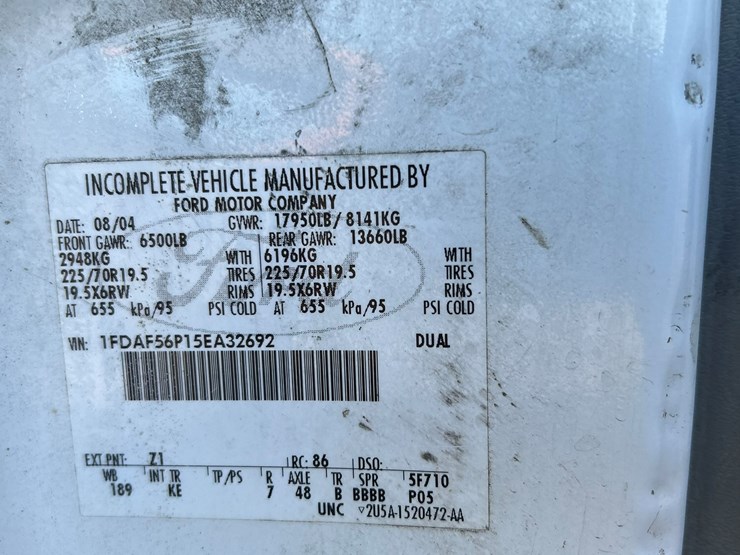 INCOMPLETE VEHICLE MANUFACTURED BY
FORD MOTOR COMPANY
DATE: 08/04 GVWR: 17950LB / 8141KG
FRONT GAWR: 6500LB REAR GAWR: 13660LB
2948KG WITH 6196KG WITH
225/70R19.5 TIRES 225/70R19.5 TIRES
19.5X6RW RIMS 19.5X6RW RIMS
AT 655 kPa/95 PSI COLD AT 655 kPa/95 PSI COLD
VIN: 1FDAF56P15EA32692 DUAL
EXT PNT: Z1 RC: 86 DSO:
WB INT TR TP/PS R AXLE TR SPR 5F710
189 KE 7 48 B BBBB P05
UNC ▽2U5A-1520472-AA